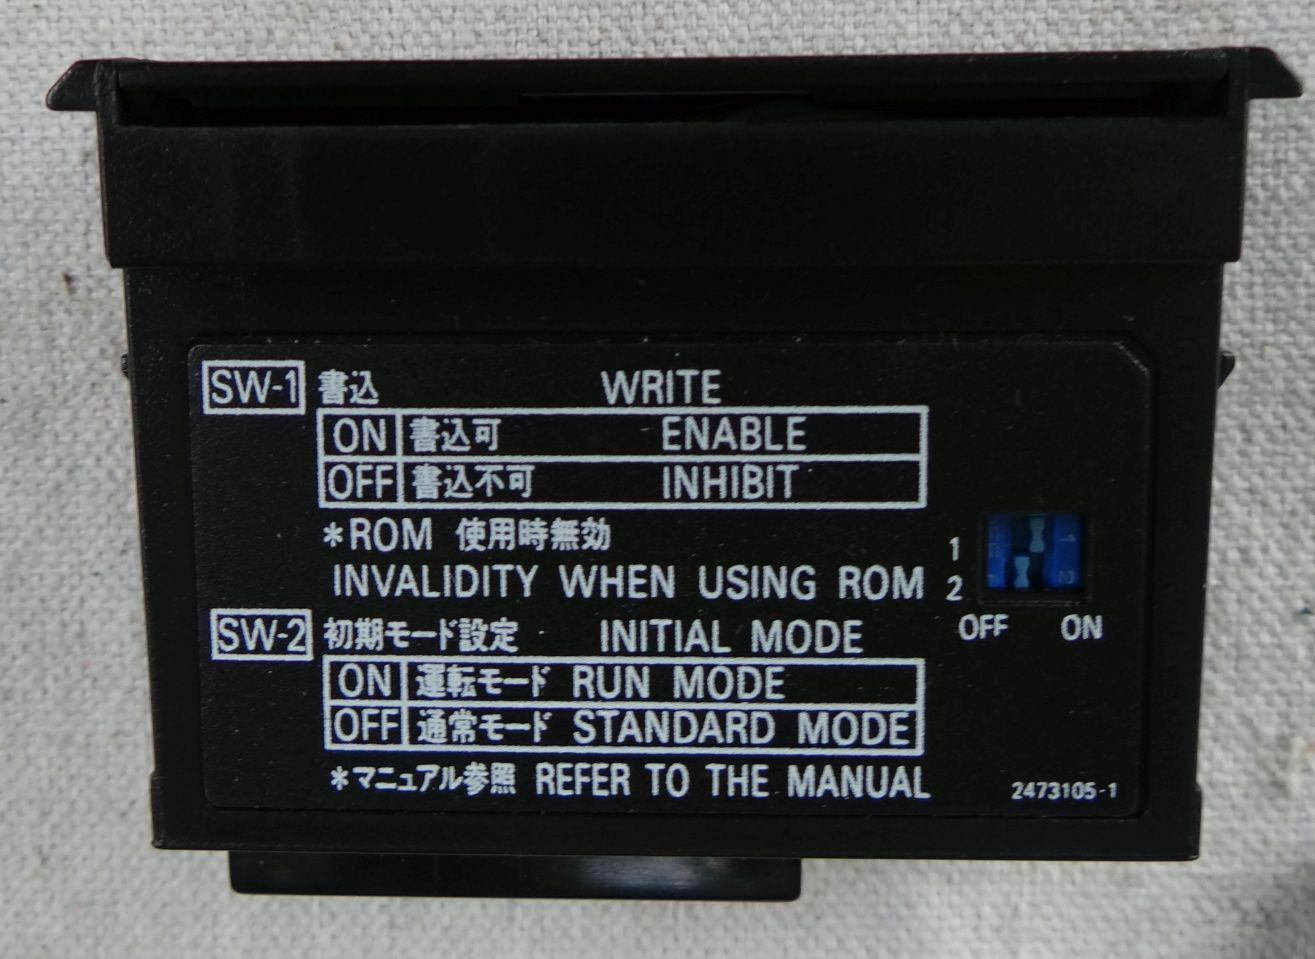 SW-1 書込 WRITE
ON 書込可 ENABLE
OFF 書込不可 INHIBIT
*ROM 使用時無効
INVALIDITY WHEN USING ROM
1
2
OFF ON
SW-2 初期モード設定 INITIAL MODE
ON 運転モード RUN MODE
OFF 通常モード STANDARD MODE
*マニュアル参照 REFER TO THE MANUAL
2473105-1